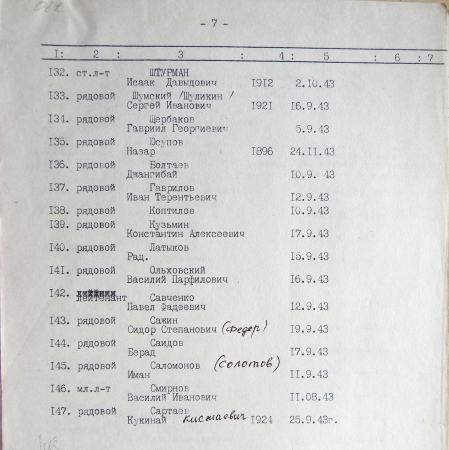 - 7 -
I: 2 : 3 : 4 : 5 : 6 : 7
I32. ст.л-т ШТУРМАН
Исаак Давыдович I9I2 2.10.43
I33. рядовой Шумский /Шуликин /
Сергей Иванович I92I I6.9.43
I34. рядовой Щербаков
Гавриил Георгиевич 5.9.43
I35. рядовой Юсупов
Назар I896 24.II.43
I36. рядовой Болтаев
Джангибай I0.9. 43
I37. рядовой Гаврилов
Иван Терентьевич I2.9.43
I38. рядовой Коптилов I0.9.43
I39. рядовой Кузьмин
Константин Алексеевич I7.9.43
I40. рядовой Латыков
Рад. I5.9.43
I4I. рядовой Ольховский
Василий Парфилович I6.9.43
I42.
лейтенант Савченко
Павел Фадеевич I2.9.43
I43. рядовой Сажин
Сидор Степанович (Федор) I9.9.43
I44. рядовой Саидов
Берад I7.9.43
I45. рядовой Саломонов (Солотов)
Иман II.9.43
I46. мл.л-т Смирнов
Василий Иванович II.08.43
I47. рядовой Сартаев
Кукинай I924 25.9.43г.